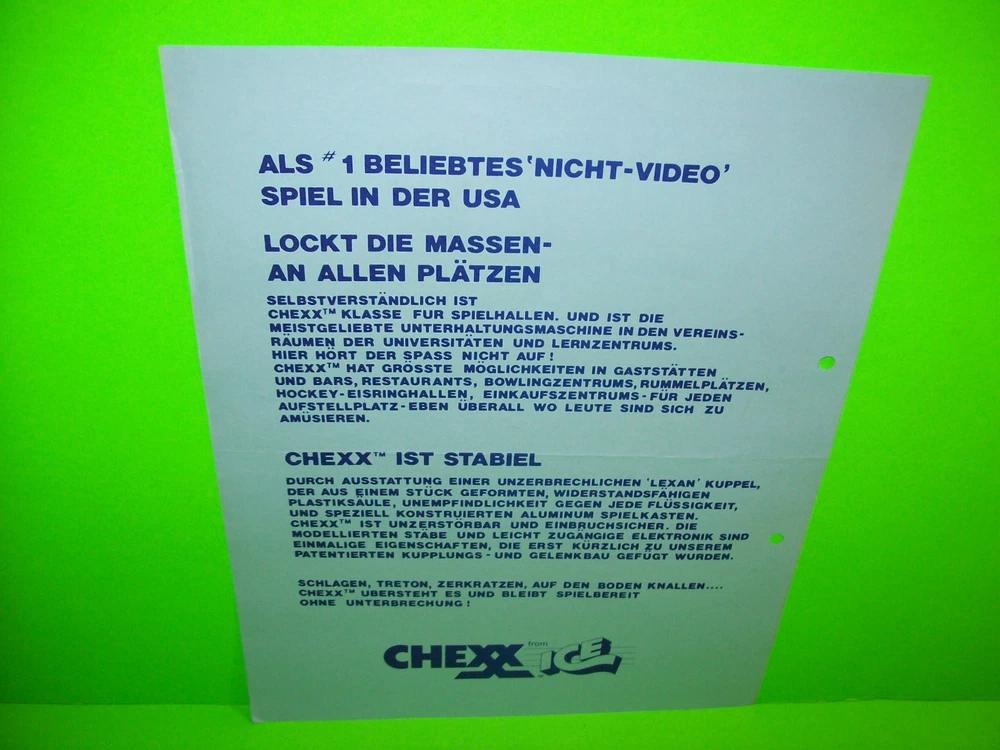 ALS #1 BELIEBTES 'NICHT-VIDEO'
SPIEL IN DER USA
LOCKT DIE MASSEN-
AN ALLEN PLÄTZEN
SELBSTVERSTÄNDLICH IST
CHEXX™ KLASSE FUR SPIELHALLEN. UND IST DIE
MEISTGELIEBTE UNTERHALTUNGSMASCHINE IN DEN VEREINS-
RÄUMEN DER UNIVERSITÄTEN UND LERNZENTRUMS.
HIER HÖRT DER SPASS NICHT AUF!
CHEXX™ HAT GRÖSSTE MÖGLICHKEITEN IN GASTSTÄTTEN
UND BARS, RESTAURANTS, BOWLINGZENTRUMS, RUMMELPLÄTZEN,
HOCKEY-EISRINGHALLEN, EINKAUFSZENTRUMS-FÜR JEDEN
AUFSTELLPLATZ-EBEN ÜBERALL WO LEUTE SIND SICH ZU
AMÜSIEREN.
CHEXX™ IST STABIEL
DURCH AUSSTATTUNG EINER UNZERBRECHLICHEN 'LEXAN' KUPPEL,
DER AUS EINEM STÜCK GEFORMTEN, WIDERSTANDSFÄHIGEN
PLASTIKSÄULE, UNEMPFINDLICHKEIT GEGEN JEDE FLÜSSIGKEIT,
UND SPEZIELL KONSTRUIERTEN ALUMINUM SPIELKASTEN.
CHEXX™ IST UNZERSTÖRBAR UND EINBRUCHSICHER. DIE
MODELLIERTEN STÄBE UND LEICHT ZUGÄNGIGE ELEKTRONIK SIND
EINMALIGE EIGENSCHAFTEN, DIE ERST KÜRZLICH ZU UNSEREM
PATENTIERTEN KUPPLUNGS-UND GELENKBAU GEFÜGT WURDEN.
SCHLAGEN, TRETON, ZERKRATZEN, AUF DEN BODEN KNALLEN....
CHEXX™ UBERSTEHT ES UND BLEIBT SPIELBEREIT
OHNE UNTERBRECHUNG!
CHEXX from ICE